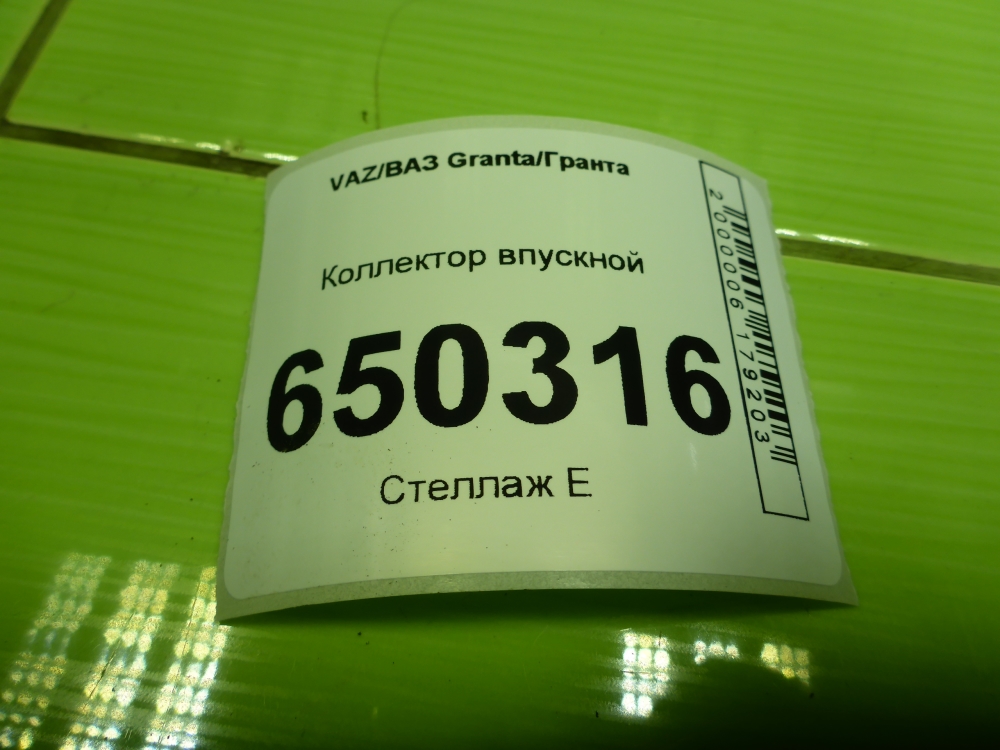 VAZ/ВАЗ Granta/Гранта
Коллектор впускной
650316
Стеллаж Е
2000006179203